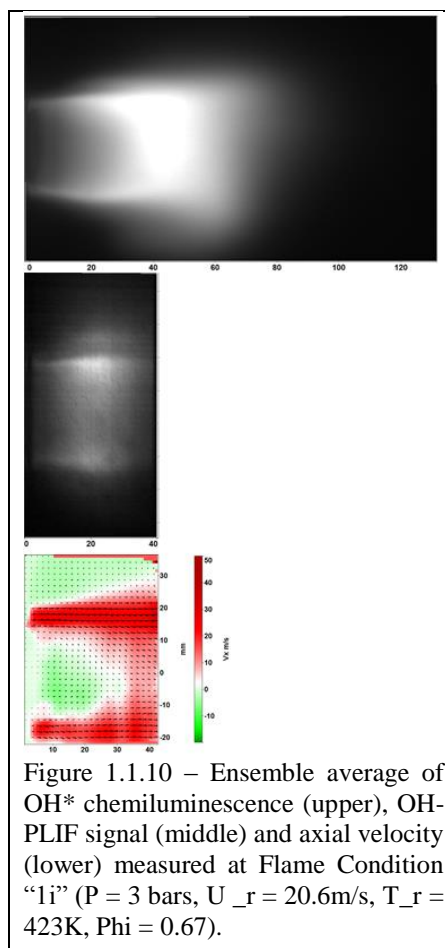 0 20 40 60 80 100 120
0 20 40
30
20
10
0
-10
-20
mm
10 20 30 40
50
40
30
20
10
0
-10
Vx m/s
Figure 1.1.10 – Ensemble average of
OH* chemiluminescence (upper), OH-
PLIF signal (middle) and axial velocity
(lower) measured at Flame Condition
“1i” (P = 3 bars, U _r = 20.6m/s, T_r =
423K, Phi = 0.67).